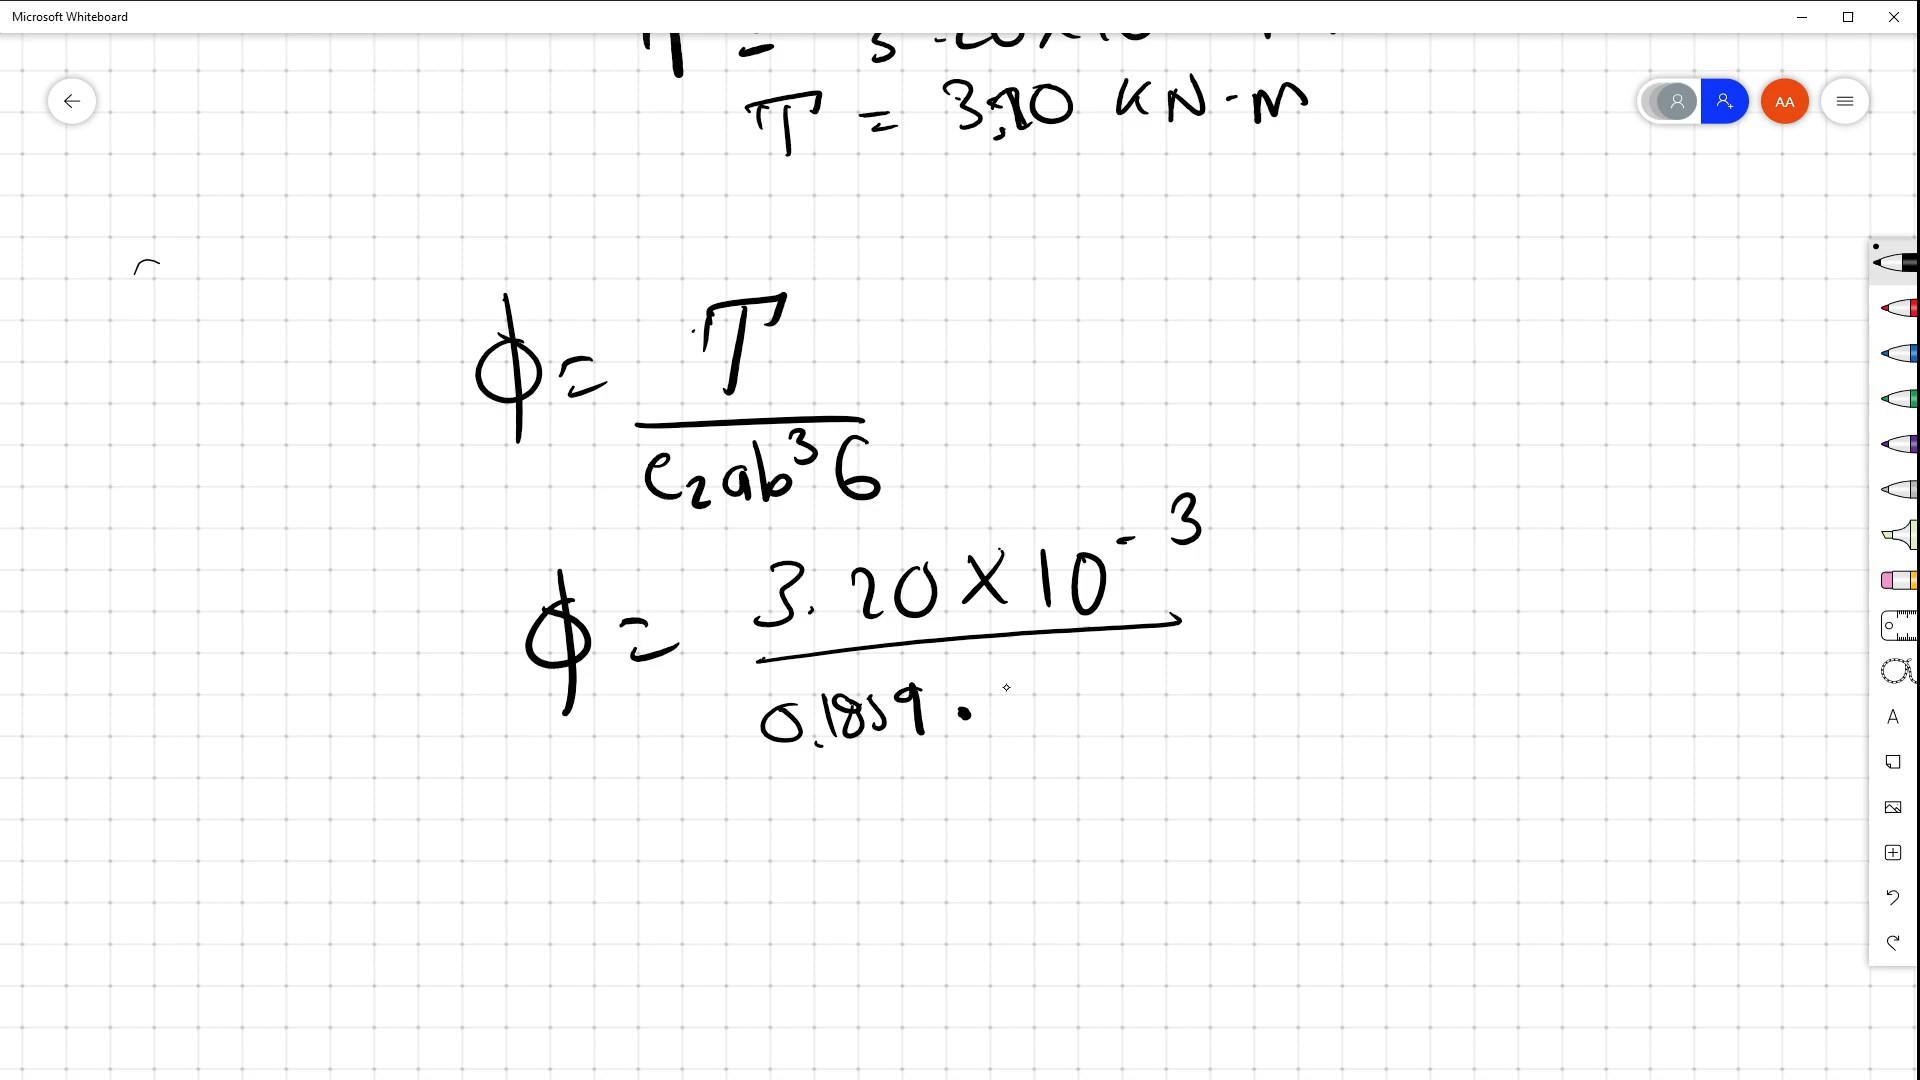 Microsoft Whiteboard
T = 3.20 KN-m
AA
ϕ = T
c₂ab³G
ϕ = 3.20 X 10⁻³
0.1859 •
A